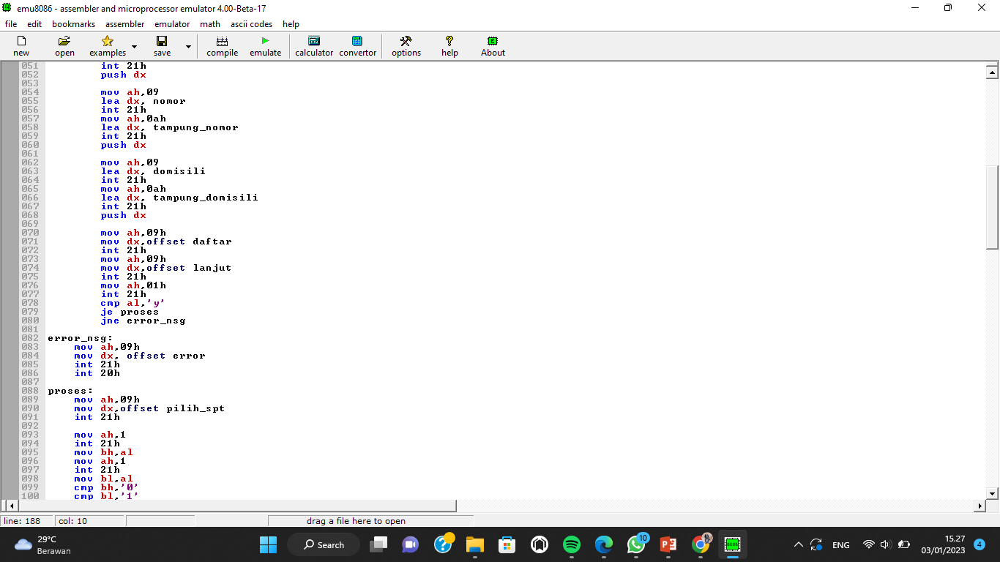 emu8086 - assembler and microprocessor emulator 4.00-Beta-17
file edit bookmarks assembler emulator math ascii codes help
new open examples save compile emulate calculator convertor options help About
051 int 21h
052 push dx
053
054 mov ah,09
055 lea dx, nomor
056 int 21h
057 mov ah,0ah
058 lea dx, tampung_nomor
059 int 21h
060 push dx
061
062 mov ah,09
063 lea dx, domisili
064 int 21h
065 mov ah,0ah
066 lea dx, tampung_domisili
067 int 21h
068 push dx
069
070 mov ah,09h
071 mov dx,offset daftar
072 int 21h
073 mov ah,09h
074 mov dx,offset lanjut
075 int 21h
076 mov ah,01h
077 int 21h
078 cmp al,'y'
079 je proses
080 jne error_nsg
081
082 error_nsg:
083 mov ah,09h
084 mov dx, offset error
085 int 21h
086 int 20h
087
088 proses:
089 mov ah,09h
090 mov dx,offset pilih_spt
091 int 21h
092
093 mov ah,1
094 int 21h
095 mov bh,al
096 mov ah,1
097 int 21h
098 mov bl,al
099 cmp bh,'0'
100 cmp bl,'1'
line: 188 col: 10 drag a file here to open
29°C
Berawan
Search
10
8086
ENG
15.27
03/01/2023
4